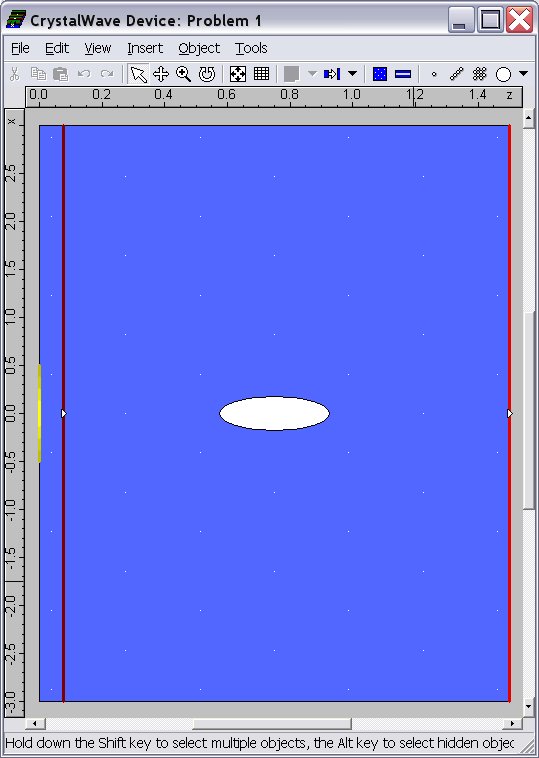 CrystalWave Device: Problem 1
File Edit View Insert Object Tools
0.0 0.2 0.4 0.6 0.8 1.0 1.2 1.4 z
x
2.5
2.0
1.5
1.0
0.5
0.0
-0.5
-1.0
-1.5
-2.0
-2.5
-3.0
Hold down the Shift key to select multiple objects, the Alt key to select hidden objec